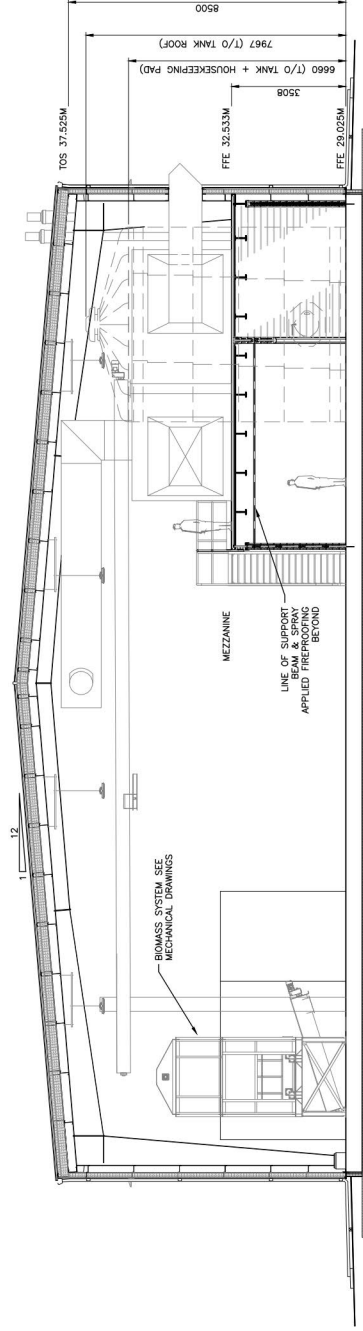 8500
7967 (T/O TANK ROOF)
6660 (T/O TANK + HOUSEKEEPING PAD)
3508
TOS 37.525M
FFE 32.533M
FFE 29.025M
12
1
MEZZANINE
LINE OF SUPPORT
BEAM & SPRAY
APPLIED FIREPROOFING
BEYOND
BIOMASS SYSTEM SEE
MECHANICAL DRAWINGS